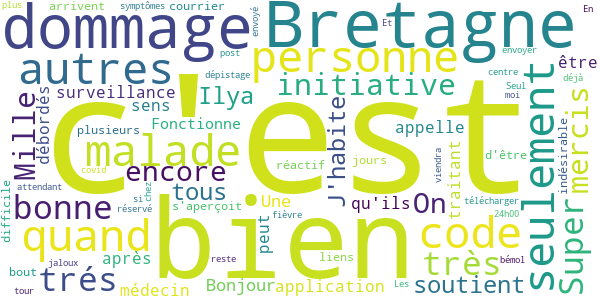 plus arrivent symptômes courrier envoyé En
dommage Bretagne Et
autres personne post envoyer être
dépistage centre déjà
surveillance Ilya initiative Seul moi
c'est
Mille débordés sens Fonctionne J'habite appelle seulement mercis indésirable
plusieurs malade réactif jours d'être
covid encore liens traitant viendra
difficile attendant tous Une qu'ils On télécharger
bonne si réservé chez s'aperçoit fièvre 24h00 Super
quand bien peut code
après très bémol
bout jaloux trés reste liens Les soutient
tour médecin Bonjour application